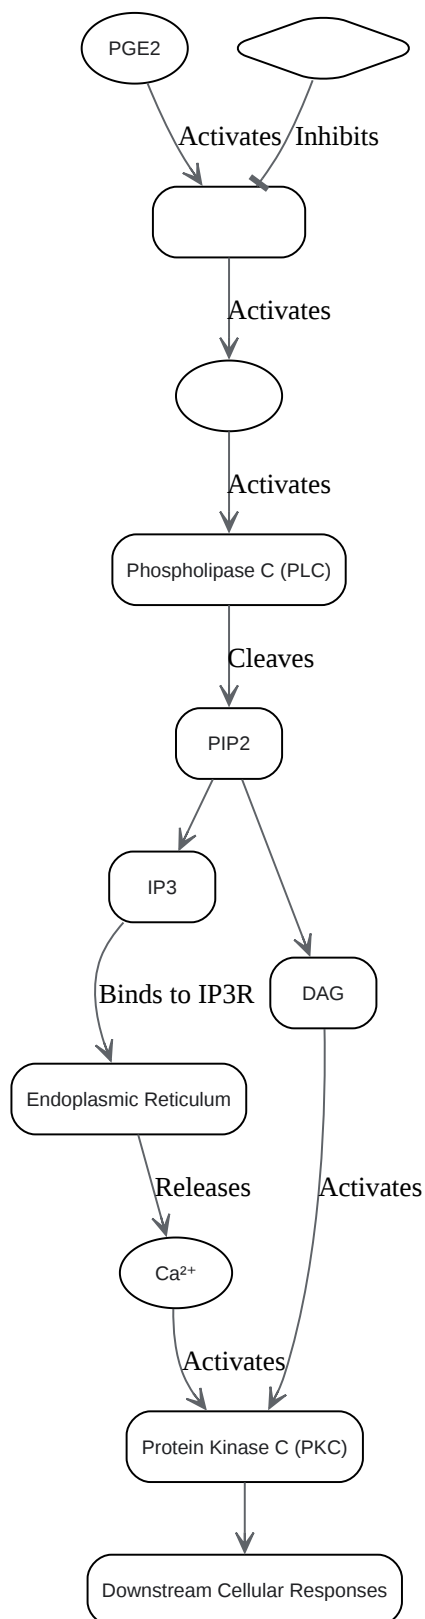 PGE2
Activates
Inhibits
Activates
Activates
Phospholipase C (PLC)
Cleaves
PIP2
IP3
DAG
Binds to IP3R
Endoplasmic Reticulum
Releases
Activates
Ca²⁺
Activates
Protein Kinase C (PKC)
Downstream Cellular Responses